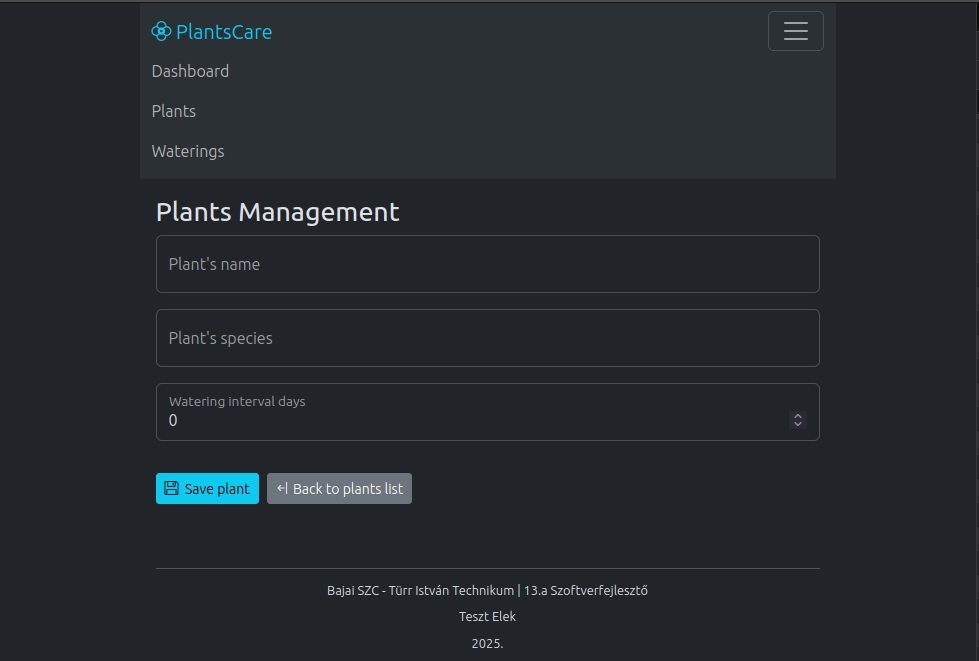 PlantsCare
Dashboard
Plants
Waterings
Plants Management
Plant's name
Plant's species
Watering interval days
0
Save plant
Back to plants list
Bajai SZC - Türr István Technikum | 13.a Szoftverfejlesztő
Teszt Elek
2025.